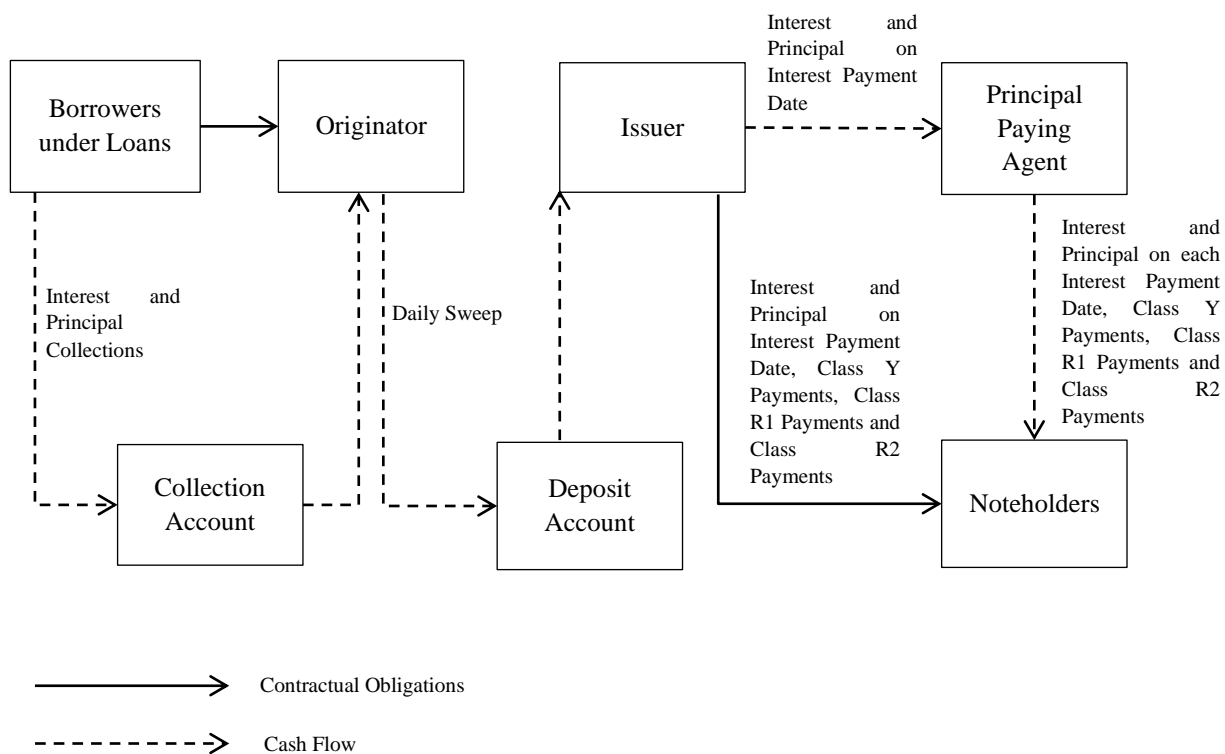 Interest and
Principal on
Interest Payment
Date
Borrowers
under Loans
Originator
Issuer
Principal
Paying
Agent
Interest and
Principal
Collections
Daily Sweep
Interest and
Principal on
Interest Payment
Date, Class Y
Payments, Class
R1 Payments and
Class R2
Payments
Interest and
Principal on each
Interest Payment
Date, Class Y
Payments, Class
R1 Payments and
Class R2
Payments
Collection
Account
Deposit
Account
Noteholders
Contractual Obligations
Cash Flow